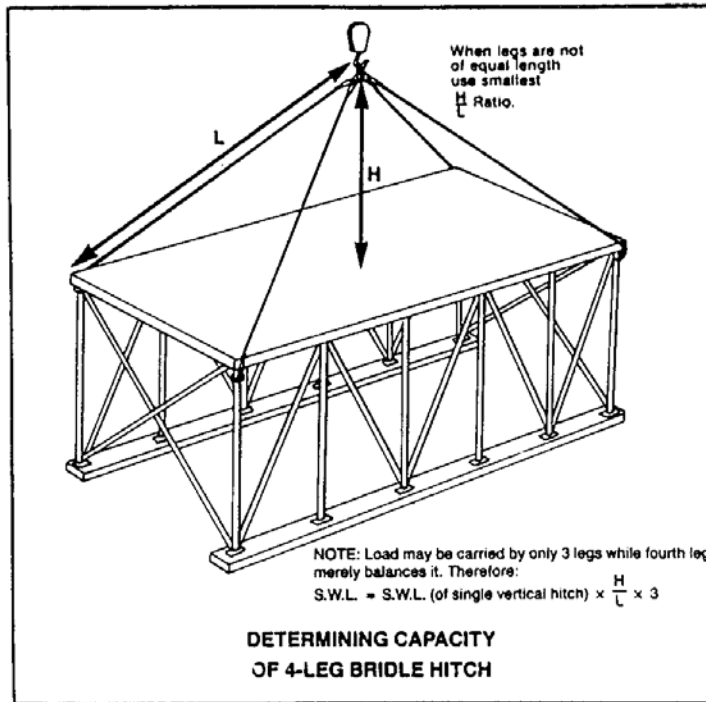 When legs are not
of equal length
use smallest
H/L Ratio.
L
H
NOTE: Load may be carried by only 3 legs while fourth leg
merely balances it. Therefore:
S.W.L. = S.W.L. (of single vertical hitch) × H/L × 3
DETERMINING CAPACITY
OF 4-LEG BRIDLE HITCH